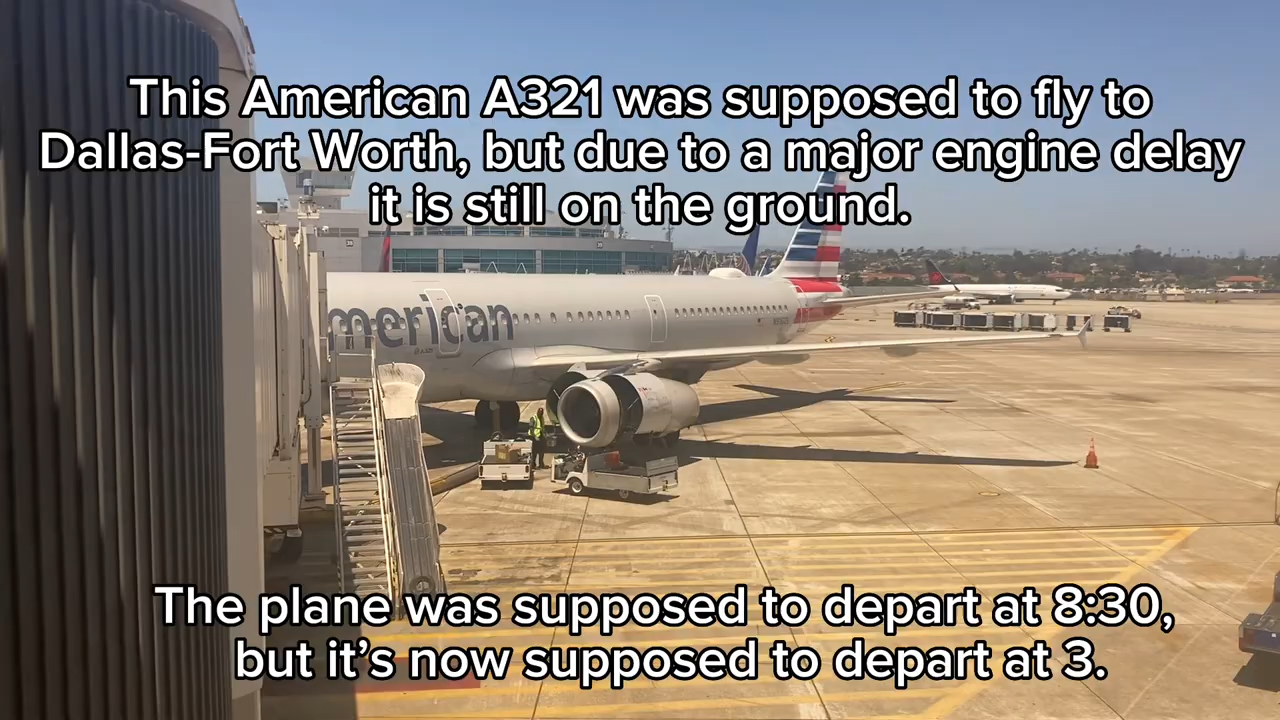 This American A321 was supposed to fly to
Dallas-Fort Worth, but due to a major engine delay
it is still on the ground.
merican
The plane was supposed to depart at 8:30,
but it’s now supposed to depart at 3.